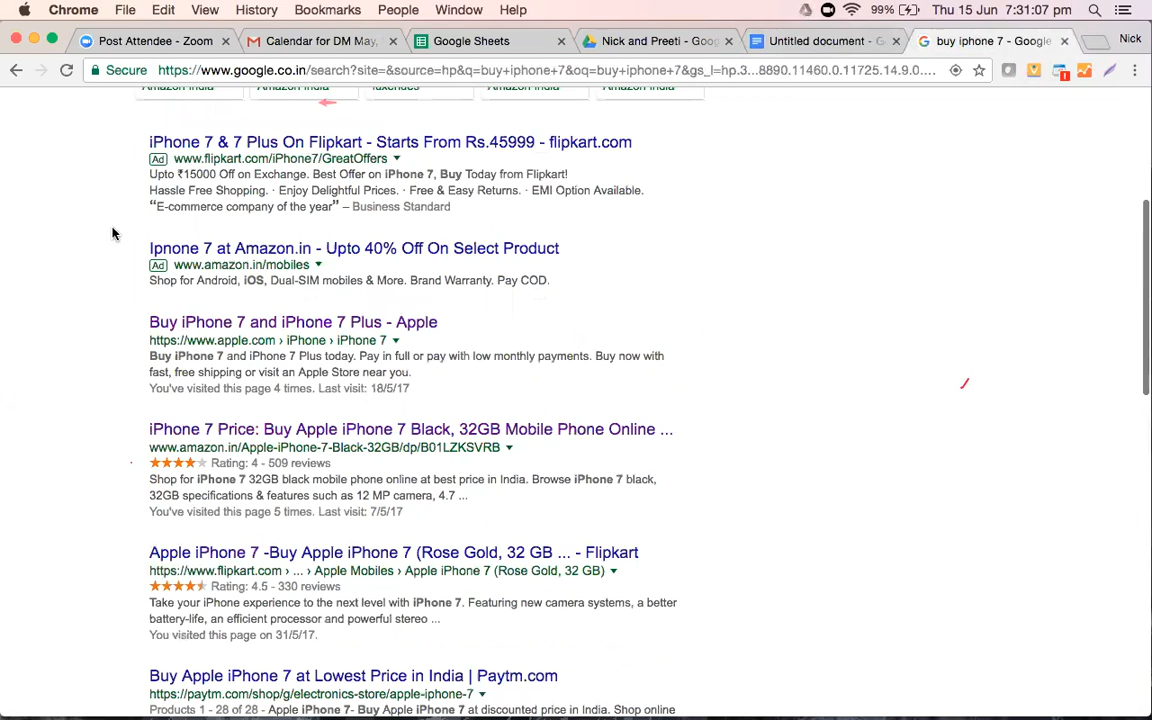 Chrome File Edit View History Bookmarks People Window Help 99% Thu 15 Jun 7:31:07 pm
Post Attendee - Zoom Calendar for DM May, Google Sheets Nick and Preeti - Goog Untitled document - G buy iphone 7 - Google Nick
Secure https://www.google.co.in/search?site=&source=hp&q=buy+iphone+7&oq=buy+iphone+7&gs_l=hp.3...8890.11460.0.11725.14.9.0....
Amazon India Amazon India Taxchdes Amazon India Amazon India
iPhone 7 & 7 Plus On Flipkart - Starts From Rs.45999 - flipkart.com
Ad www.flipkart.com/iPhone7/GreatOffers
Upto ₹15000 Off on Exchange. Best Offer on iPhone 7, Buy Today from Flipkart!
Hassle Free Shopping. · Enjoy Delightful Prices. · Free & Easy Returns. · EMI Option Available.
“E-commerce company of the year” – Business Standard
Ipnone 7 at Amazon.in - Upto 40% Off On Select Product
Ad www.amazon.in/mobiles
Shop for Android, iOS, Dual-SIM mobiles & More. Brand Warranty. Pay COD.
Buy iPhone 7 and iPhone 7 Plus - Apple
https://www.apple.com › iPhone › iPhone 7
Buy iPhone 7 and iPhone 7 Plus today. Pay in full or pay with low monthly payments. Buy now with
fast, free shipping or visit an Apple Store near you.
You've visited this page 4 times. Last visit: 18/5/17
iPhone 7 Price: Buy Apple iPhone 7 Black, 32GB Mobile Phone Online ...
www.amazon.in/Apple-iPhone-7-Black-32GB/dp/B01LZKSVRB
Rating: 4 - 509 reviews
Shop for iPhone 7 32GB black mobile phone online at best price in India. Browse iPhone 7 black,
32GB specifications & features such as 12 MP camera, 4.7 ...
You've visited this page 5 times. Last visit: 7/5/17
Apple iPhone 7 -Buy Apple iPhone 7 (Rose Gold, 32 GB ... - Flipkart
https://www.flipkart.com › ... › Apple Mobiles › Apple iPhone 7 (Rose Gold, 32 GB)
Rating: 4.5 - 330 reviews
Take your iPhone experience to the next level with iPhone 7. Featuring new camera systems, a better
battery-life, an efficient processor and powerful stereo ...
You visited this page on 31/5/17.
Buy Apple iPhone 7 at Lowest Price in India | Paytm.com
https://paytm.com/shop/g/electronics-store/apple-iphone-7
Products 1 - 28 of 28 - Apple iPhone 7- Buy Apple iPhone 7 at discounted price in India. Shop online